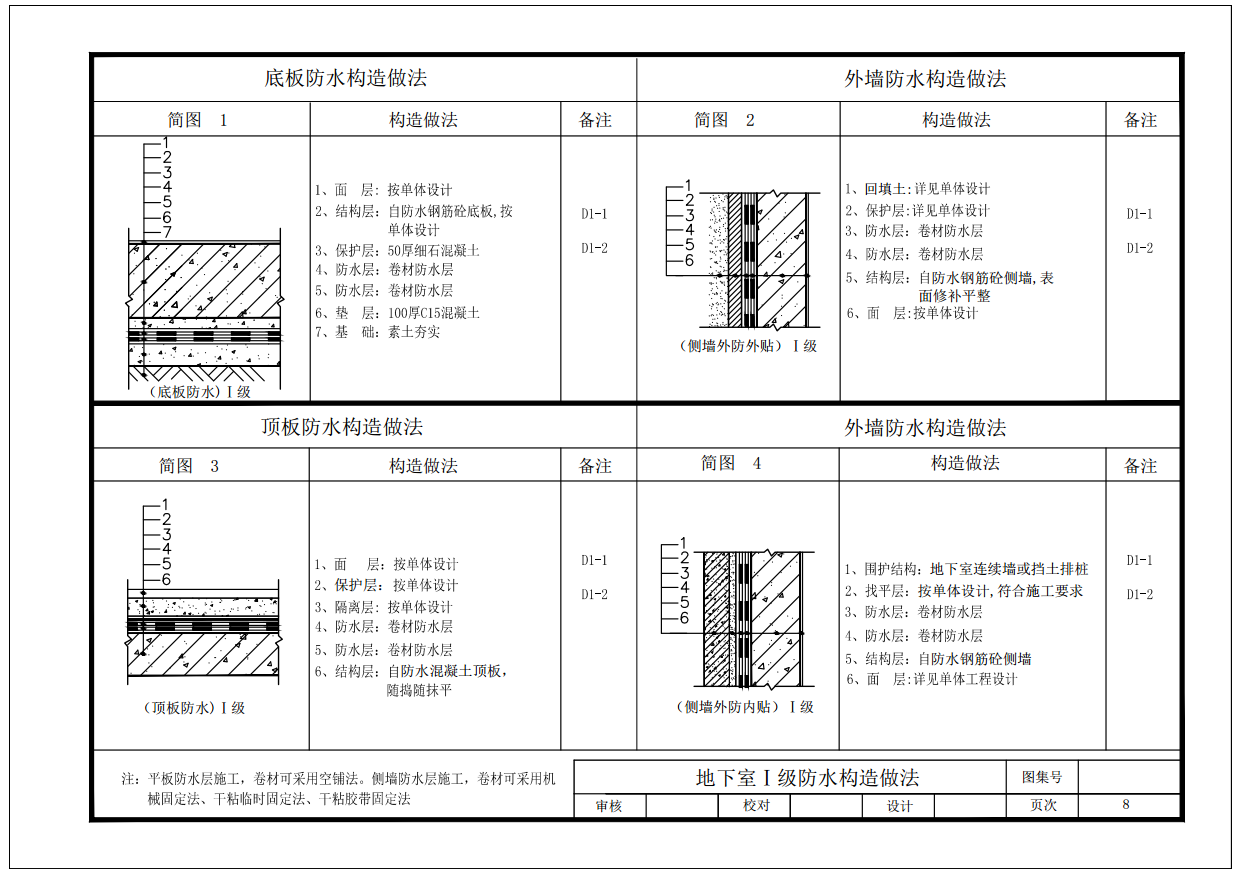 底板防水构造做法
外墙防水构造做法
简图 1
构造做法
备注
简图 2
构造做法
备注
1
2
3
4
5
6
7
(底板防水)Ⅰ级
1、面 层: 按单体设计
2、结构层: 自防水钢筋砼底板,按
单体设计
3、保护层: 50厚细石混凝土
4、防水层: 卷材防水层
5、防水层: 卷材防水层
6、垫 层: 100厚C15混凝土
7、基 础: 素土夯实
D1-1
D1-2
1
2
3
4
5
6
(侧墙外防外贴) Ⅰ级
1、回填土:详见单体设计
2、保护层:详见单体设计
3、防水层: 卷材防水层
4、防水层: 卷材防水层
5、结构层: 自防水钢筋砼侧墙,表
面修补平整
6、面 层:按单体设计
D1-1
D1-2
顶板防水构造做法
外墙防水构造做法
简图 3
构造做法
备注
简图 4
构造做法
备注
1
2
3
4
5
6
(顶板防水)Ⅰ级
1、面 层: 按单体设计
2、保护层: 按单体设计
3、隔离层: 按单体设计
4、防水层: 卷材防水层
5、防水层: 卷材防水层
6、结构层: 自防水混凝土顶板,
随捣随抹平
D1-1
D1-2
1
2
3
4
5
6
(侧墙外防内贴) Ⅰ级
1、围护结构: 地下室连续墙或挡土排桩
2、找平层: 按单体设计,符合施工要求
3、防水层: 卷材防水层
4、防水层: 卷材防水层
5、结构层: 自防水钢筋砼侧墙
6、面 层:详见单体工程设计
D1-1
D1-2
注: 平板防水层施工, 卷材可采用空铺法。侧墙防水层施工, 卷材可采用机
械固定法、干粘临时固定法、干粘胶带固定法
地下室Ⅰ级防水构造做法
图集号
审核
校对
设计
页次
8